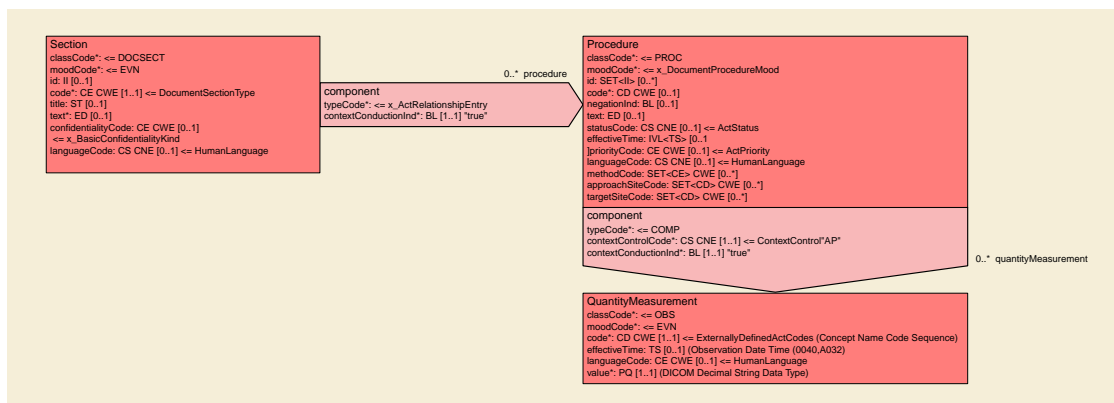 Section
classCode*: <= DOCSECT
moodCode*: <= EVN
id: II [0..1]
code*: CE CWE [1..1] <= DocumentSectionType
title: ST [0..1]
text*: ED [0..1]
confidentialityCode: CE CWE [0..1]
<= x_BasicConfidentialityKind
languageCode: CS CNE [0..1] <= HumanLanguage
0..* procedure
component
typeCode*: <= x_ActRelationshipEntry
contextConductionInd*: BL [1..1] "true"
Procedure
classCode*: <= PROC
moodCode*: <= x_DocumentProcedureMood
id: SET<II> [0..*]
code*: CD CWE [0..1]
negationInd: BL [0..1]
text: ED [0..1]
statusCode: CS CNE [0..1] <= ActStatus
effectiveTime: IVL<TS> [0..1
]priorityCode: CE CWE [0..1] <= ActPriority
languageCode: CS CNE [0..1] <= HumanLanguage
methodCode: SET<CE> CWE [0..*]
approachSiteCode: SET<CD> CWE [0..*]
targetSiteCode: SET<CD> CWE [0..*]
component
typeCode*: <= COMP
contextControlCode*: CS CNE [1..1] <= ContextControl"AP"
contextConductionInd*: BL [1..1] "true"
0..* quantityMeasurement
QuantityMeasurement
classCode*: <= OBS
moodCode*: <= EVN
code*: CD CWE [1..1] <= ExternallyDefinedActCodes (Concept Name Code Sequence)
effectiveTime: TS [0..1] (Observation Date Time (0040,A032)
languageCode: CE CWE [0..1] <= HumanLanguage
value*: PQ [1..1] (DICOM Decimal String Data Type)